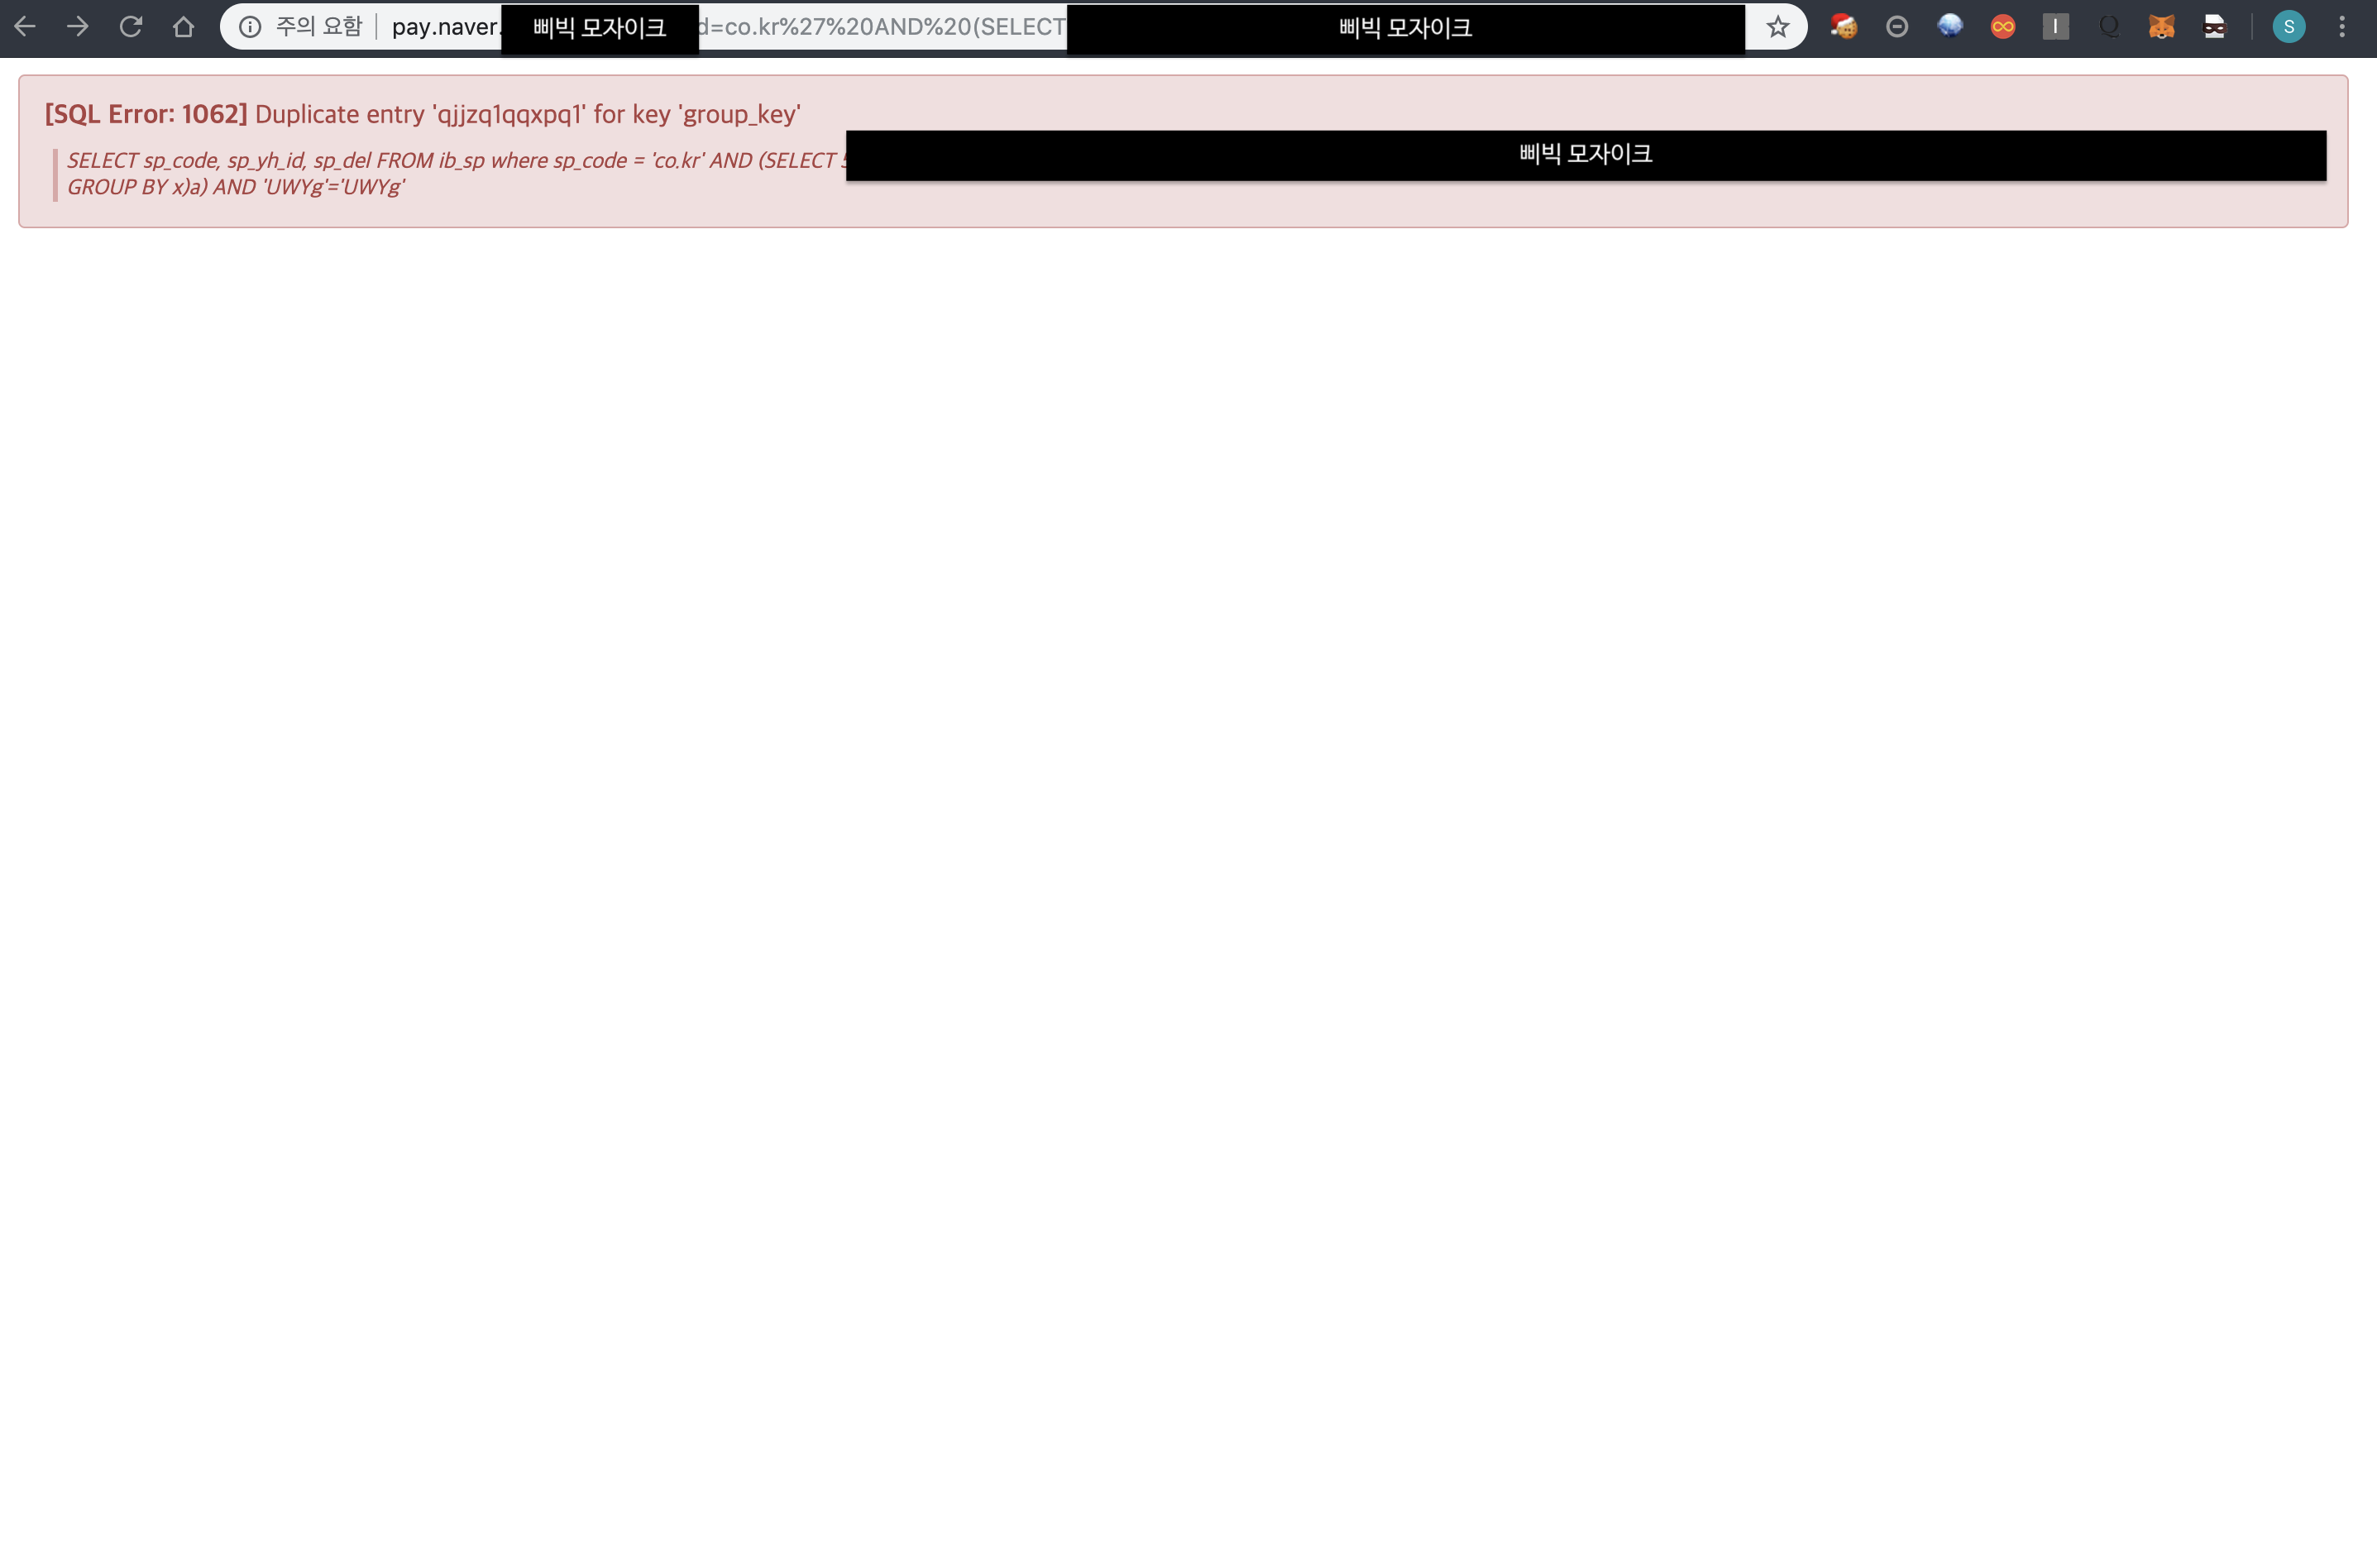 주의 요함 pay.naver. 삐빅 모자이크 d=co.kr%27%20AND%20(SELECT 삐빅 모자이크 S
[SQL Error: 1062] Duplicate entry 'qjjzq1qqxpq1' for key 'group_key'
SELECT sp_code, sp_yh_id, sp_del FROM ib_sp where sp_code = 'co.kr' AND (SELECT 삐빅 모자이크
GROUP BY x)a) AND 'UWYg'='UWYg'